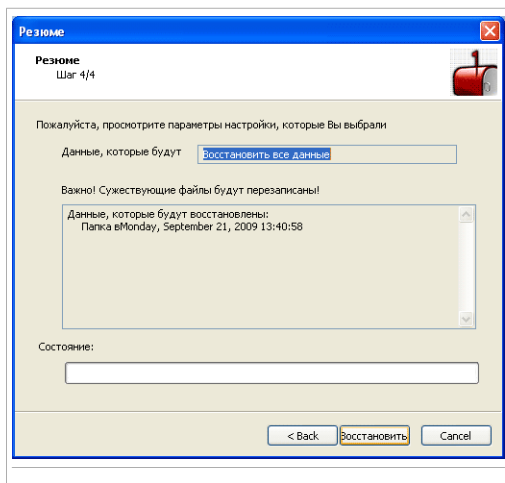 Резюме
Резюме
Шаг 4/4
Пожалуйста, просмотрите параметры настройки, которые Вы выбрали
Данные, которые будут Восстановить все данные
Важно! Сужествующие файлы будут перезаписаны!
Данные, которые будут восстановлены:
Папка вMonday, September 21, 2009 13:40:58
Состояние:
< Back Восстановить Cancel